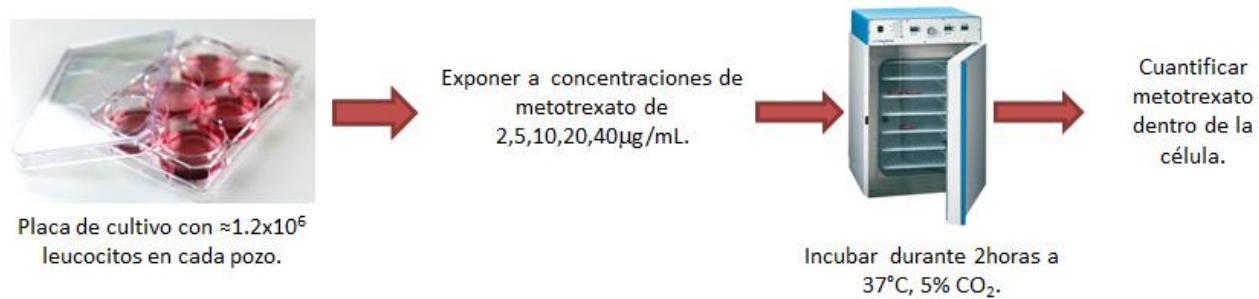 Exponer a concentraciones de
metotrexato de
2,5,10,20,40µg/mL.
Cuantificar
metotrexato
dentro de la
célula.
Placa de cultivo con ≈1.2x10⁶
leucocitos en cada pozo.
Incubar durante 2horas a
37°C, 5% CO₂.